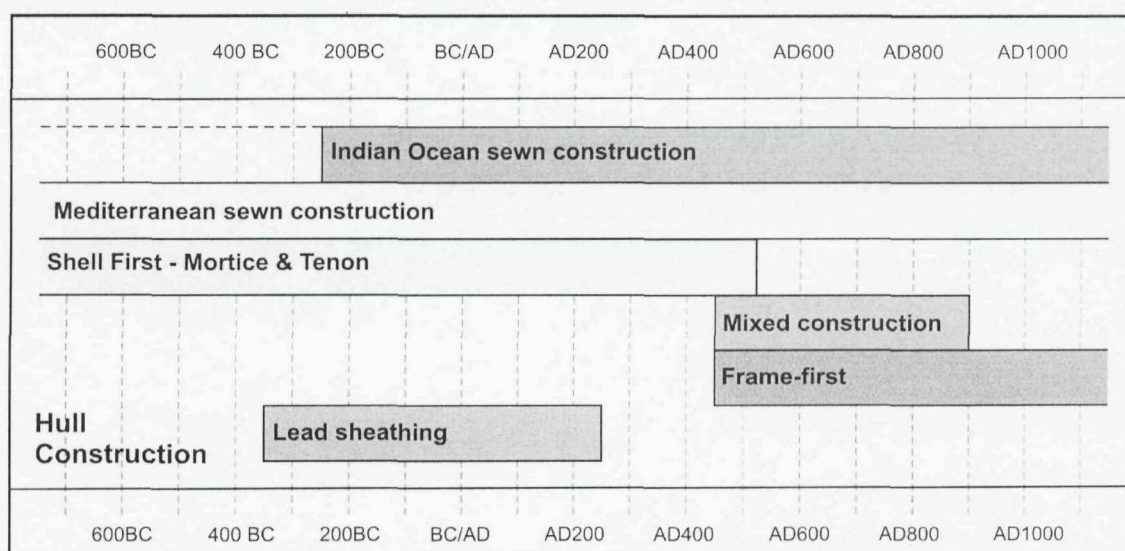 600BC 400 BC 200BC BC/AD AD200 AD400 AD600 AD800 AD1000
Indian Ocean sewn construction
Mediterranean sewn construction
Shell First - Mortice & Tenon
Mixed construction
Frame-first
Lead sheathing
Hull
Construction
600BC 400 BC 200BC BC/AD AD200 AD400 AD600 AD800 AD1000